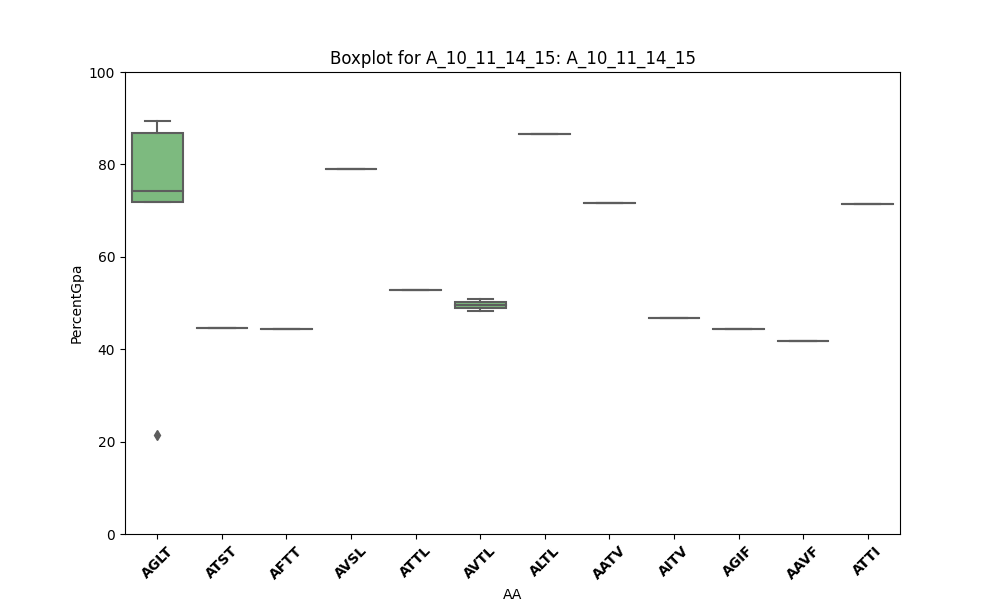 Boxplot for A_10_11_14_15: A_10_11_14_15
100
80
60
40
20
0
PercentGpa
AGLT
ATST
AFTT
AVSL
ATTL
AVTL
ALTL
AATV
AITV
AGIF
AAVF
ATTI
AA